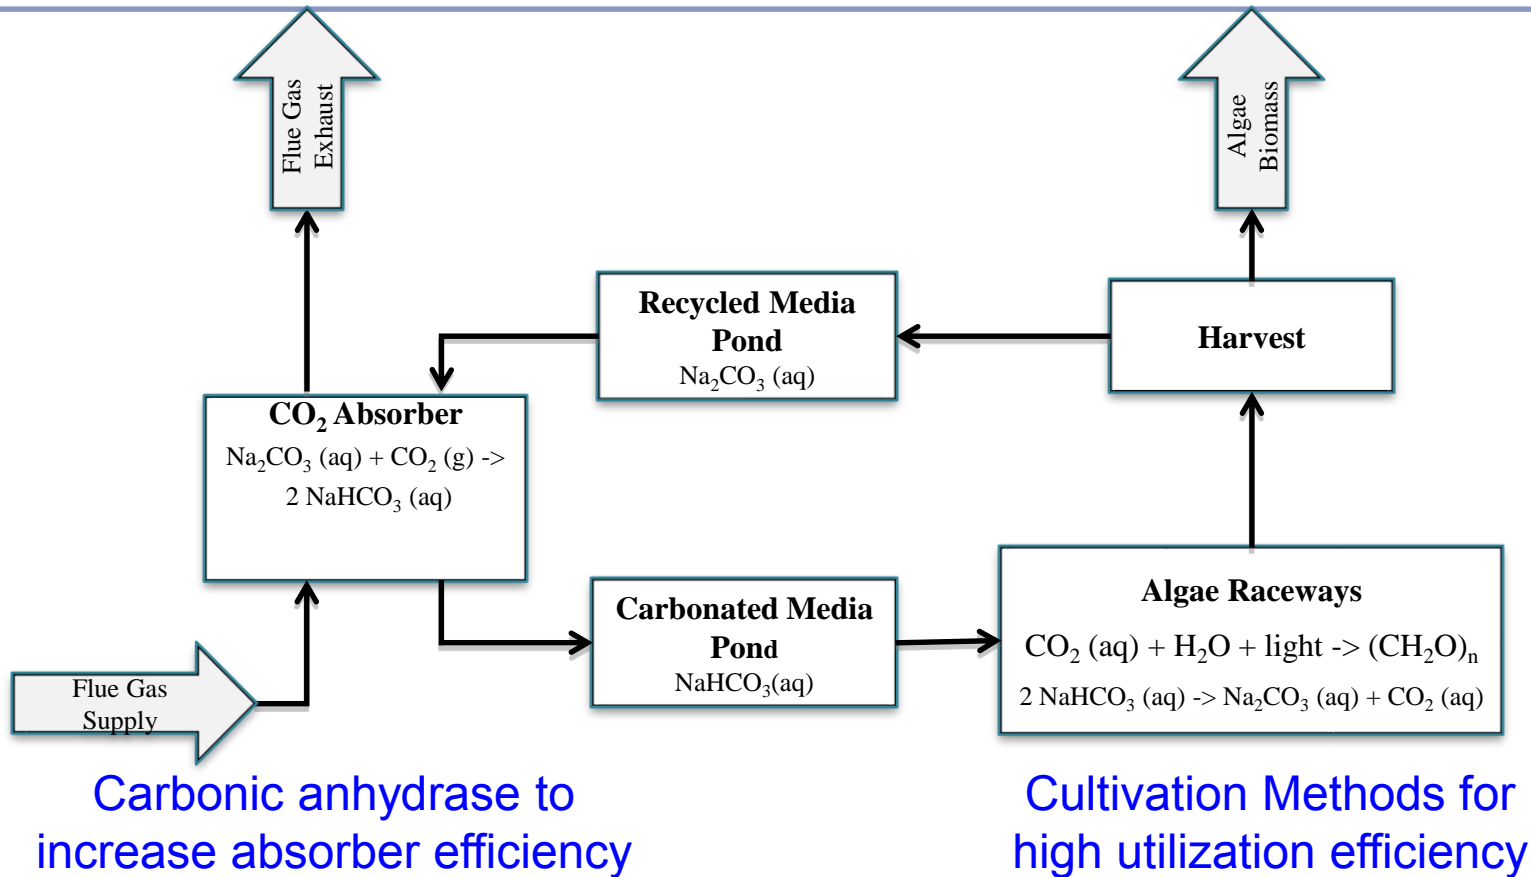 Flue Gas
Exhaust
Algae
Biomass
Recycled Media
Pond
Na₂CO₃ (aq)
Harvest
CO₂ Absorber
Na₂CO₃ (aq) + CO₂ (g) ->
2 NaHCO₃ (aq)
Carbonated Media
Pond
NaHCO₃(aq)
Algae Raceways
CO₂ (aq) + H₂O + light -> (CH₂O)ₙ
2 NaHCO₃ (aq) -> Na₂CO₃ (aq) + CO₂ (aq)
Flue Gas
Supply
Carbonic anhydrase to
increase absorber efficiency
Cultivation Methods for
high utilization efficiency